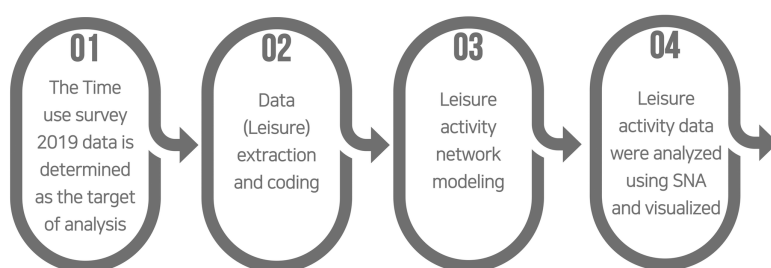 01
The Time
use survey
2019 data is
determined
as the target
of analysis
02
Data
(Leisure)
extraction
and coding
03
Leisure
activity
network
modeling
04
Leisure
activity data
were analyzed
using SNA
and visualized